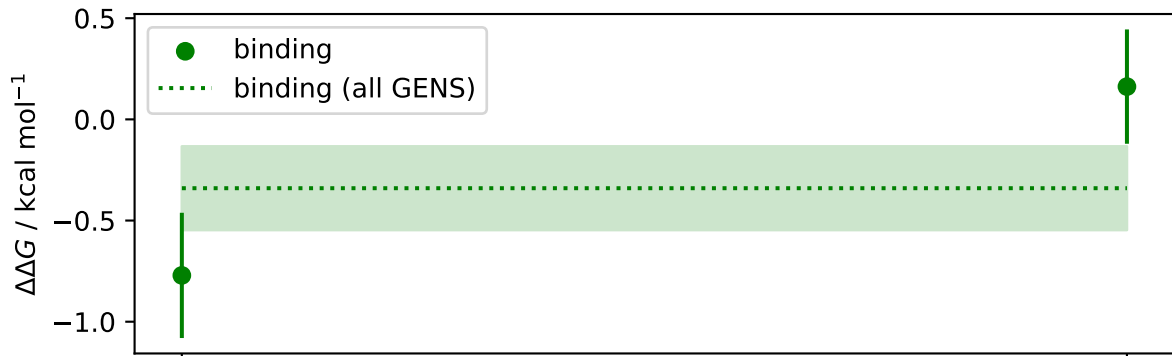 0.5
0.0
−0.5
−1.0
ΔΔG / kcal mol⁻¹
binding
binding (all GENS)